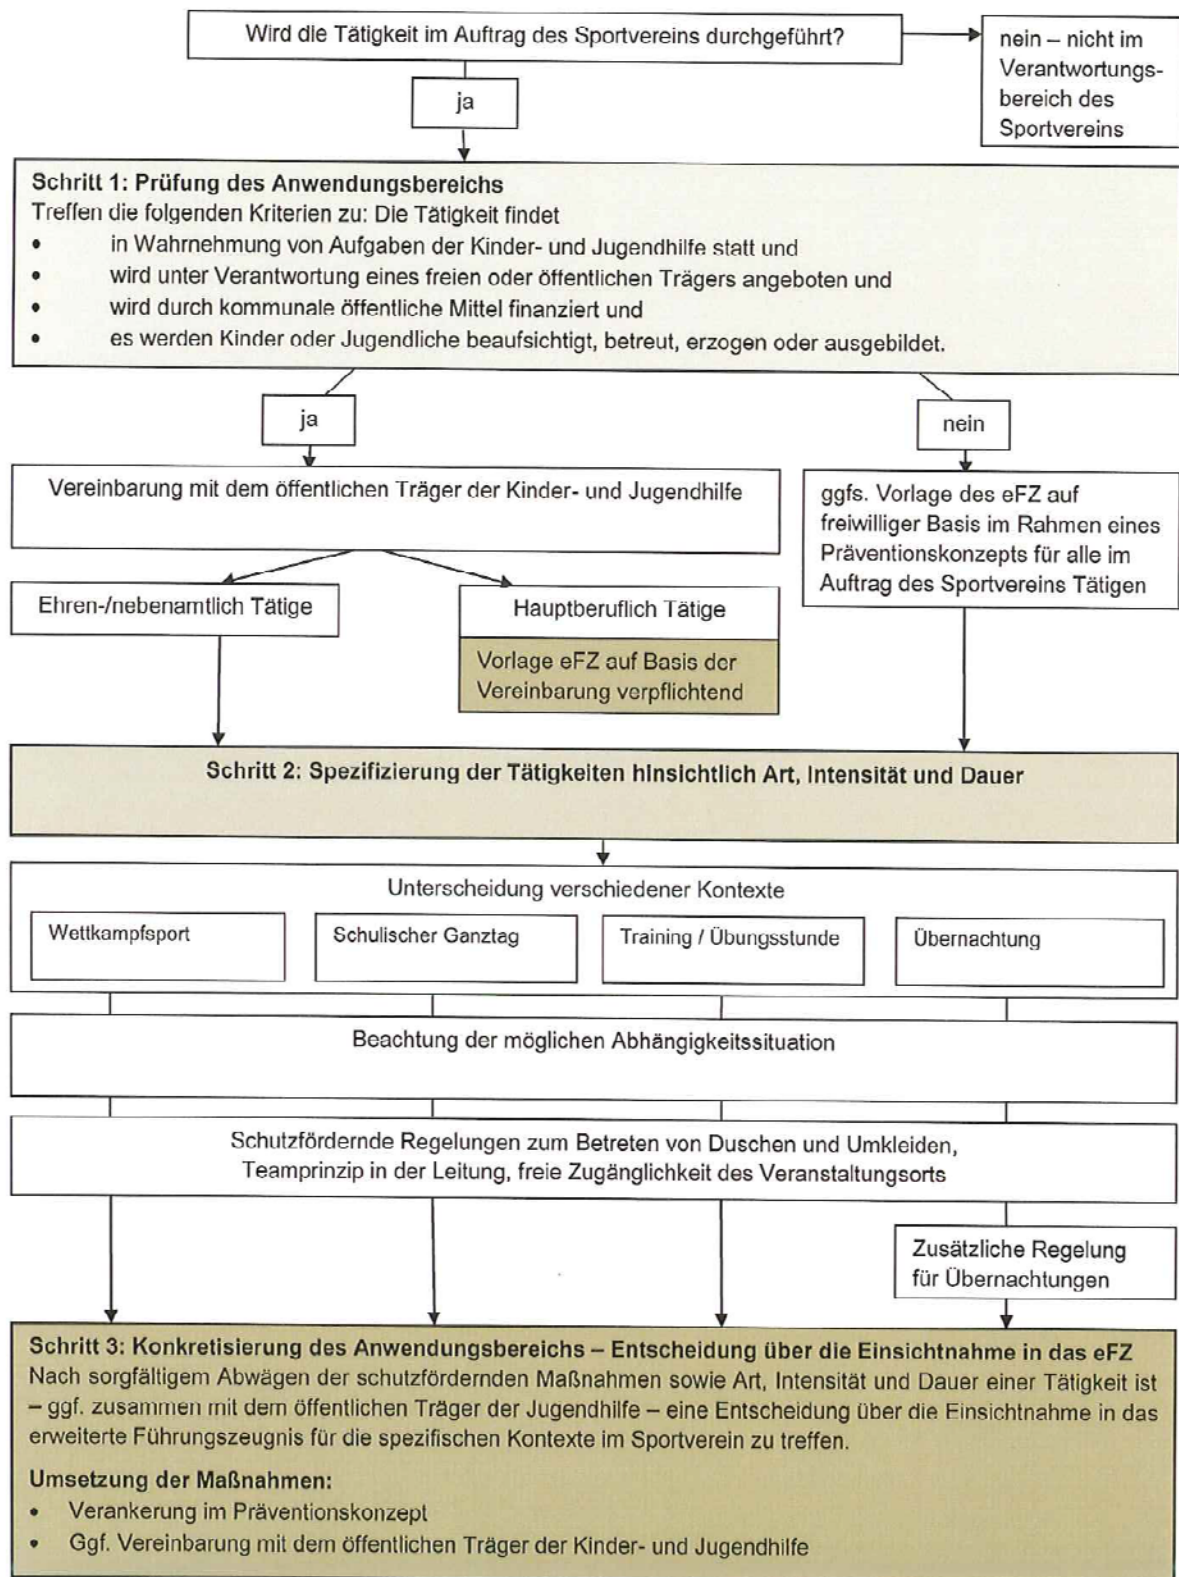 Wird die Tätigkeit im Auftrag des Sportvereins durchgeführt?
nein – nicht im
Verantwortungs-
bereich des
Sportvereins
ja
Schritt 1: Prüfung des Anwendungsbereichs
Treffen die folgenden Kriterien zu: Die Tätigkeit findet
• in Wahrnehmung von Aufgaben der Kinder- und Jugendhilfe statt und
• wird unter Verantwortung eines freien oder öffentlichen Trägers angeboten und
• wird durch kommunale öffentliche Mittel finanziert und
• es werden Kinder oder Jugendliche beaufsichtigt, betreut, erzogen oder ausgebildet.
ja
nein
Vereinbarung mit dem öffentlichen Träger der Kinder- und Jugendhilfe
ggfs. Vorlage des eFZ auf
freiwilliger Basis im Rahmen eines
Präventionskonzepts für alle im
Auftrag des Sportvereins Tätigen
Ehren-/nebenamtlich Tätige
Hauptberuflich Tätige
Vorlage eFZ auf Basis der
Vereinbarung verpflichtend
Schritt 2: Spezifizierung der Tätigkeiten hinsichtlich Art, Intensität und Dauer
Unterscheidung verschiedener Kontexte
Wettkampfsport
Schulischer Ganztag
Training / Übungsstunde
Übernachtung
Beachtung der möglichen Abhängigkeitssituation
Schutzfördernde Regelungen zum Betreten von Duschen und Umkleiden,
Teamprinzip in der Leitung, freie Zugänglichkeit des Veranstaltungsorts
Zusätzliche Regelung
für Übernachtungen
Schritt 3: Konkretisierung des Anwendungsbereichs – Entscheidung über die Einsichtnahme in das eFZ
Nach sorgfältigem Abwägen der schutzfördernden Maßnahmen sowie Art, Intensität und Dauer einer Tätigkeit ist
– ggf. zusammen mit dem öffentlichen Träger der Jugendhilfe – eine Entscheidung über die Einsichtnahme in das
erweiterte Führungszeugnis für die spezifischen Kontexte im Sportverein zu treffen.
Umsetzung der Maßnahmen:
• Verankerung im Präventionskonzept
• Ggf. Vereinbarung mit dem öffentlichen Träger der Kinder- und Jugendhilfe